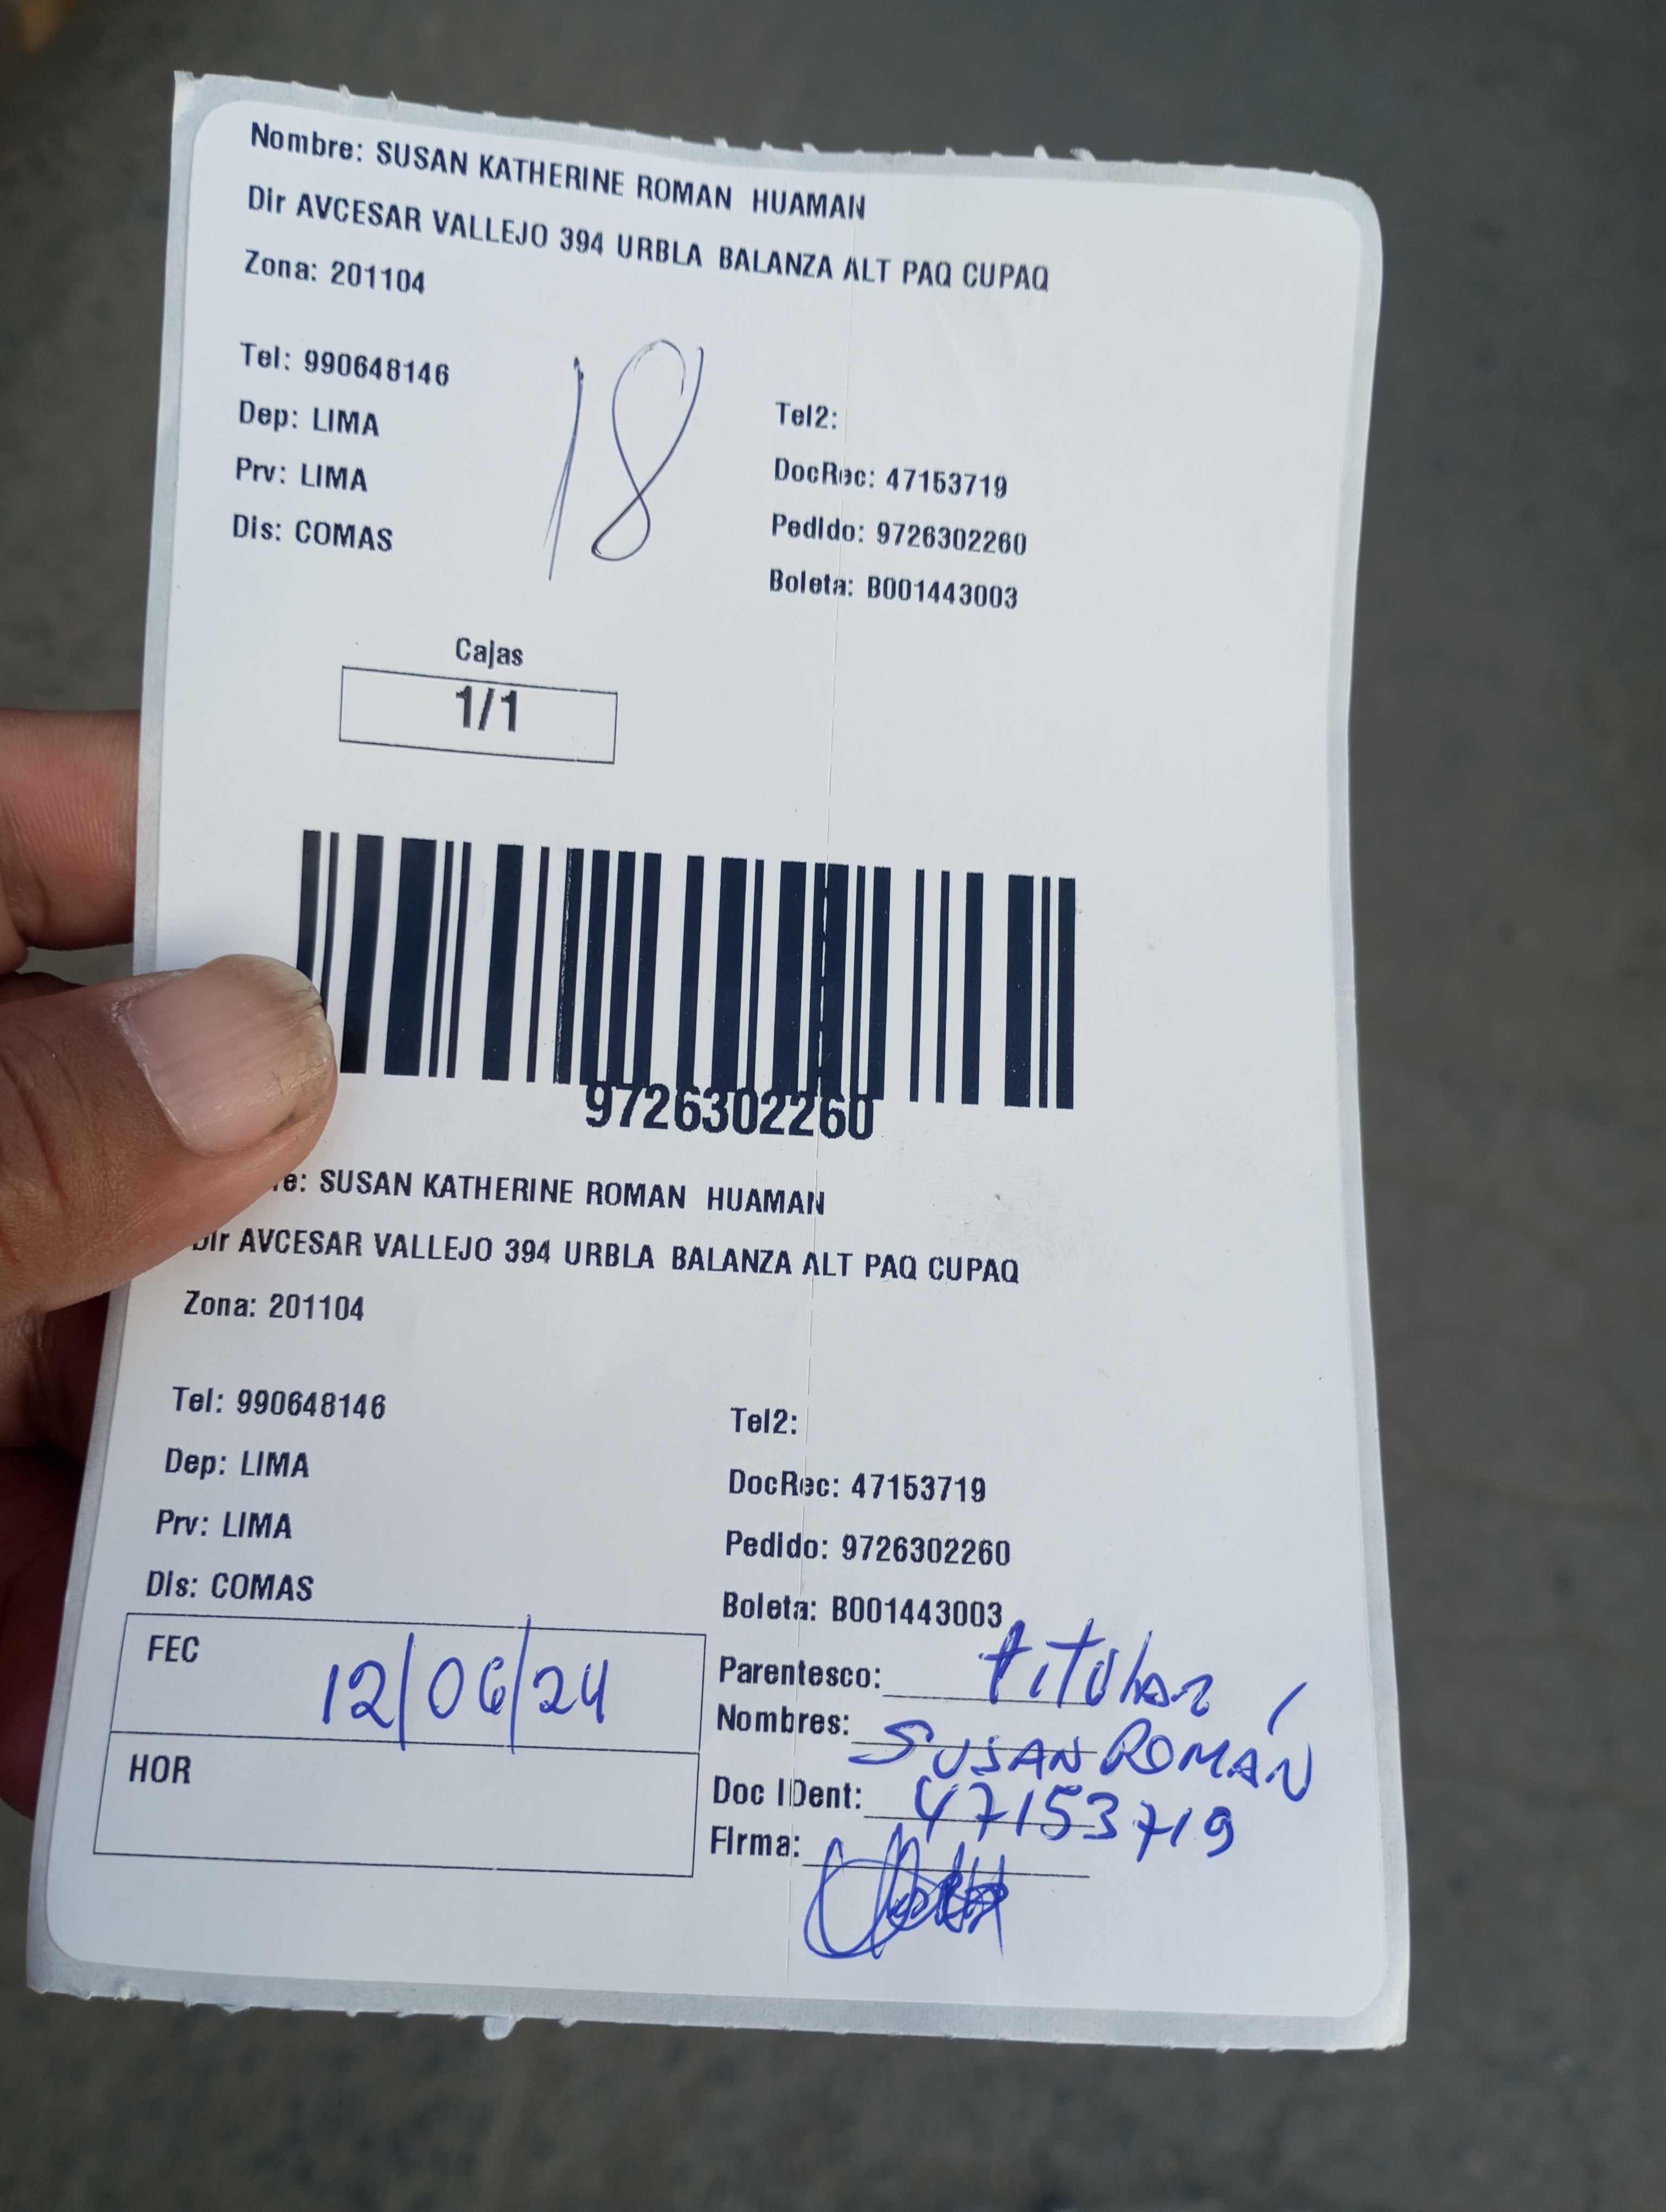 Nombre: SUSAN KATHERINE ROMAN HUAMAN
Dir AVCESAR VALLEJO 394 URBLA BALANZA ALT PAQ CUPAQ
Zona: 201104
18
Tel: 990648146
Dep: LIMA
Prv: LIMA
Dis: COMAS
Tel2:
DocRec: 47153719
Pedido: 9726302260
Boleta: B001443003
Cajas
1/1
9726302260
re: SUSAN KATHERINE ROMAN HUAMAN
Dir AVCESAR VALLEJO 394 URBLA BALANZA ALT PAQ CUPAQ
Zona: 201104
Tel: 990648146
Dep: LIMA
Prv: LIMA
Dis: COMAS
Tel2:
DocRec: 47153719
Pedido: 9726302260
Boleta: B001443003
FEC 12/06/24
HOR
Parentesco: titular
Nombres: SUSAN ROMÁN
Doc IDent: 47153719
Firma: